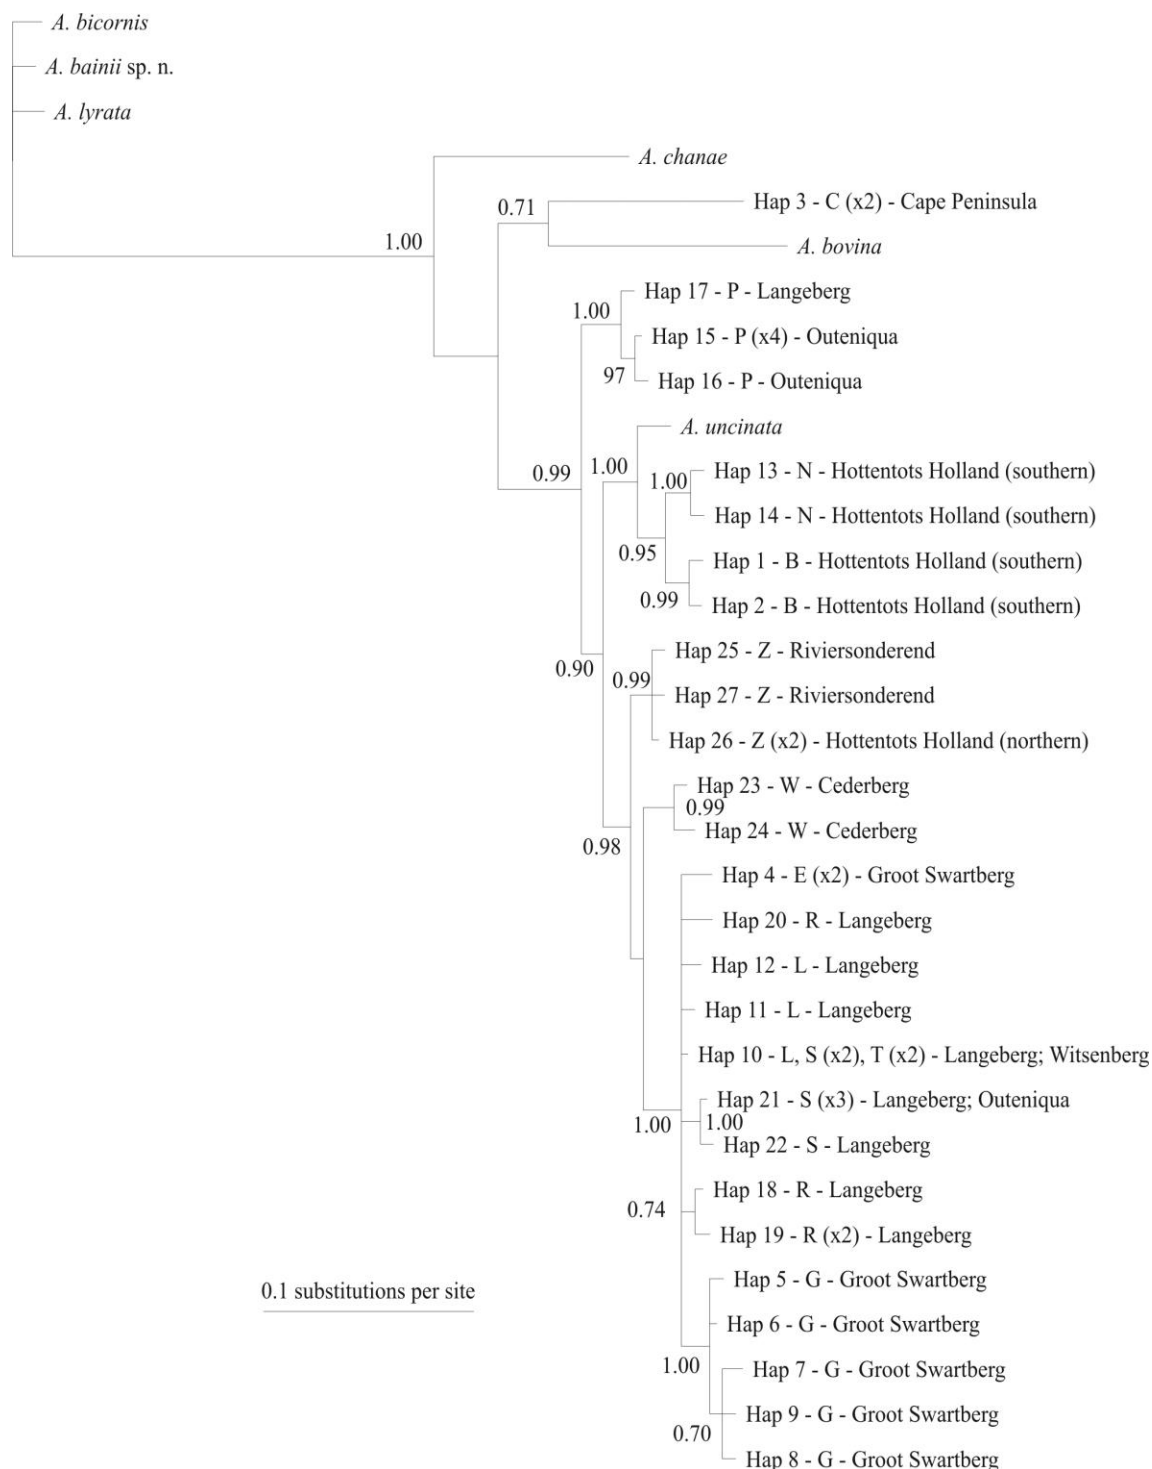 A. bicornis
A. bainii sp. n.
A. lyrata
A. chanae
0.71
Hap 3 - C (x2) - Cape Peninsula
1.00
A. bovina
Hap 17 - P - Langeberg
1.00
Hap 15 - P (x4) - Outeniqua
97
Hap 16 - P - Outeniqua
A. uncinata
0.99
1.00
Hap 13 - N - Hottentots Holland (southern)
1.00
Hap 14 - N - Hottentots Holland (southern)
0.95
Hap 1 - B - Hottentots Holland (southern)
0.99
Hap 2 - B - Hottentots Holland (southern)
Hap 25 - Z - Riviersonderend
0.90
0.99
Hap 27 - Z - Riviersonderend
Hap 26 - Z (x2) - Hottentots Holland (northern)
Hap 23 - W - Cederberg
0.99
Hap 24 - W - Cederberg
0.98
Hap 4 - E (x2) - Groot Swartberg
Hap 20 - R - Langeberg
Hap 12 - L - Langeberg
Hap 11 - L - Langeberg
Hap 10 - L, S (x2), T (x2) - Langeberg; Witsenberg
Hap 21 - S (x3) - Langeberg; Outeniqua
1.00
1.00
Hap 22 - S - Langeberg
Hap 18 - R - Langeberg
0.74
Hap 19 - R (x2) - Langeberg
Hap 5 - G - Groot Swartberg
0.1 substitutions per site
Hap 6 - G - Groot Swartberg
1.00
Hap 7 - G - Groot Swartberg
Hap 9 - G - Groot Swartberg
0.70
Hap 8 - G - Groot Swartberg